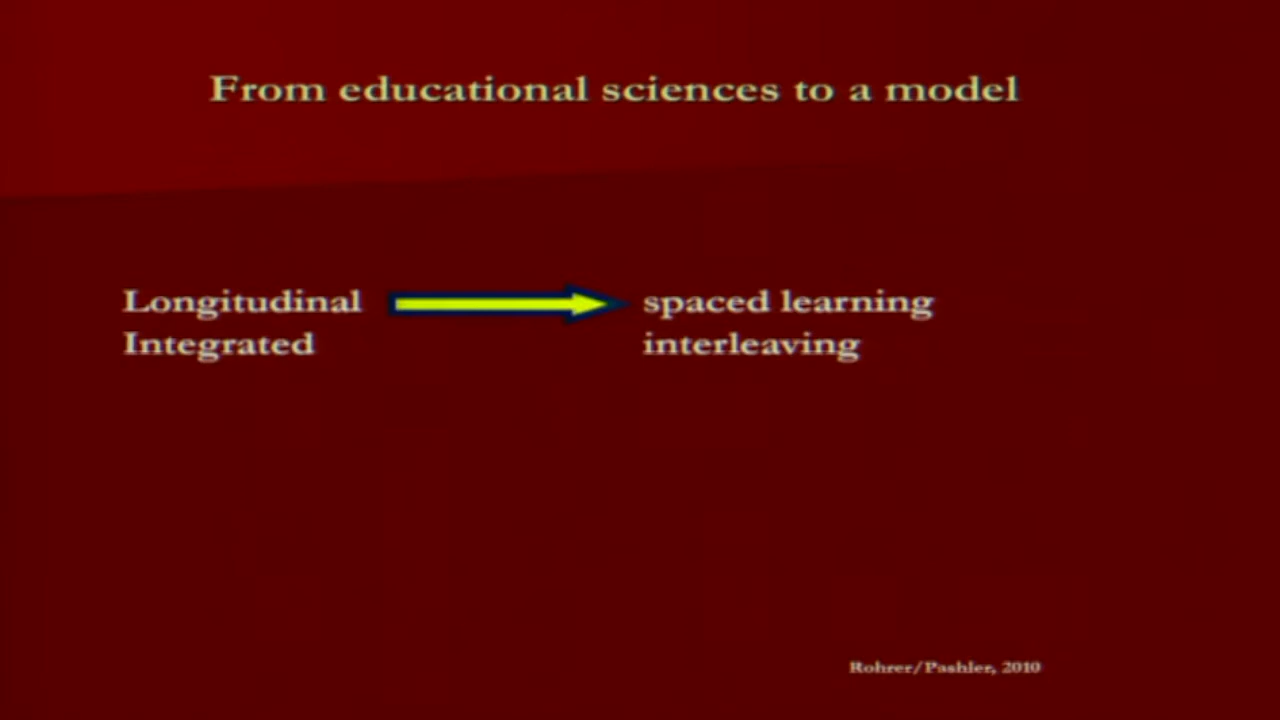 From educational sciences to a model
Longitudinal spaced learning
Integrated interleaving
Rohrer/Pashler, 2010